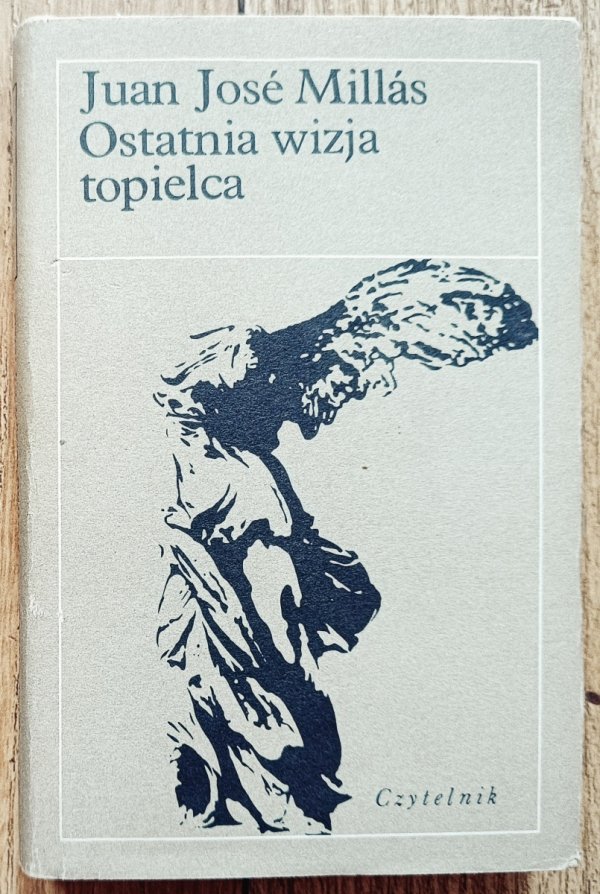 Juan José Millás
Ostatnia wizja
topielca
Czytelnik